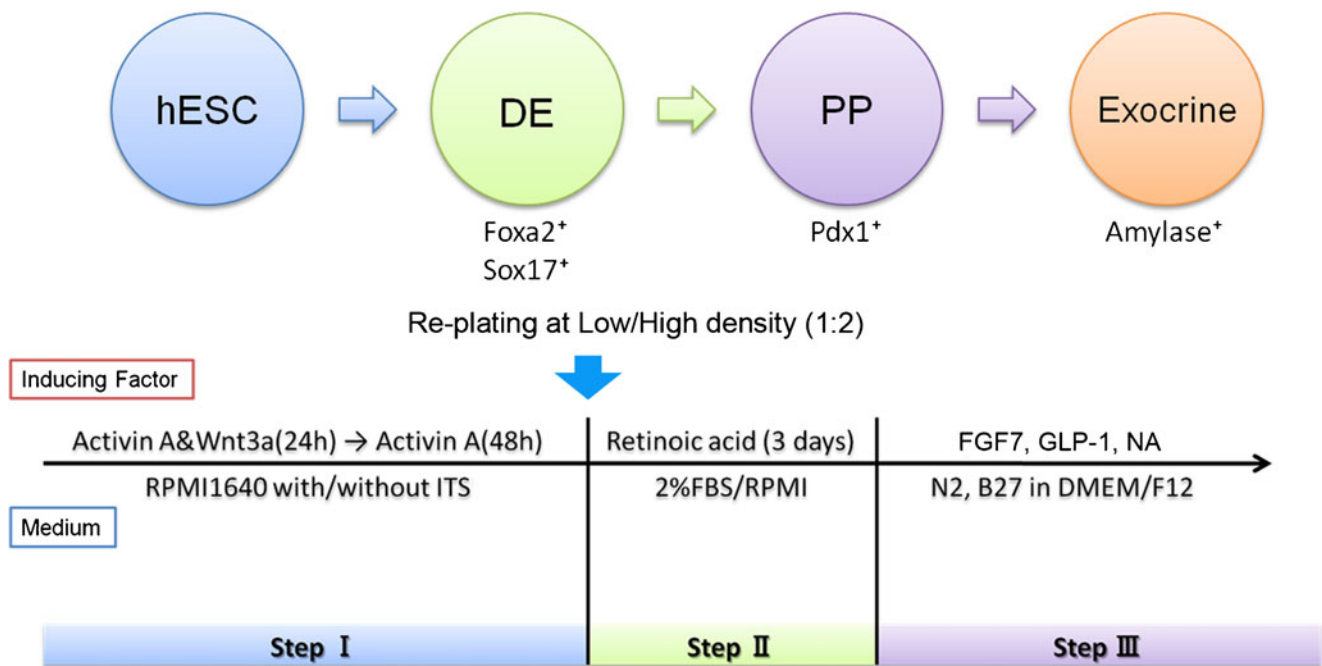 hESC
DE
PP
Exocrine
Foxa2⁺
Sox17⁺
Pdx1⁺
Amylase⁺
Re-plating at Low/High density (1:2)
Inducing Factor
Activin A&Wnt3a(24h) → Activin A(48h)
Retinoic acid (3 days)
FGF7, GLP-1, NA
RPMI1640 with/without ITS
2%FBS/RPMI
N2, B27 in DMEM/F12
Medium
Step Ⅰ
Step Ⅱ
Step Ⅲ